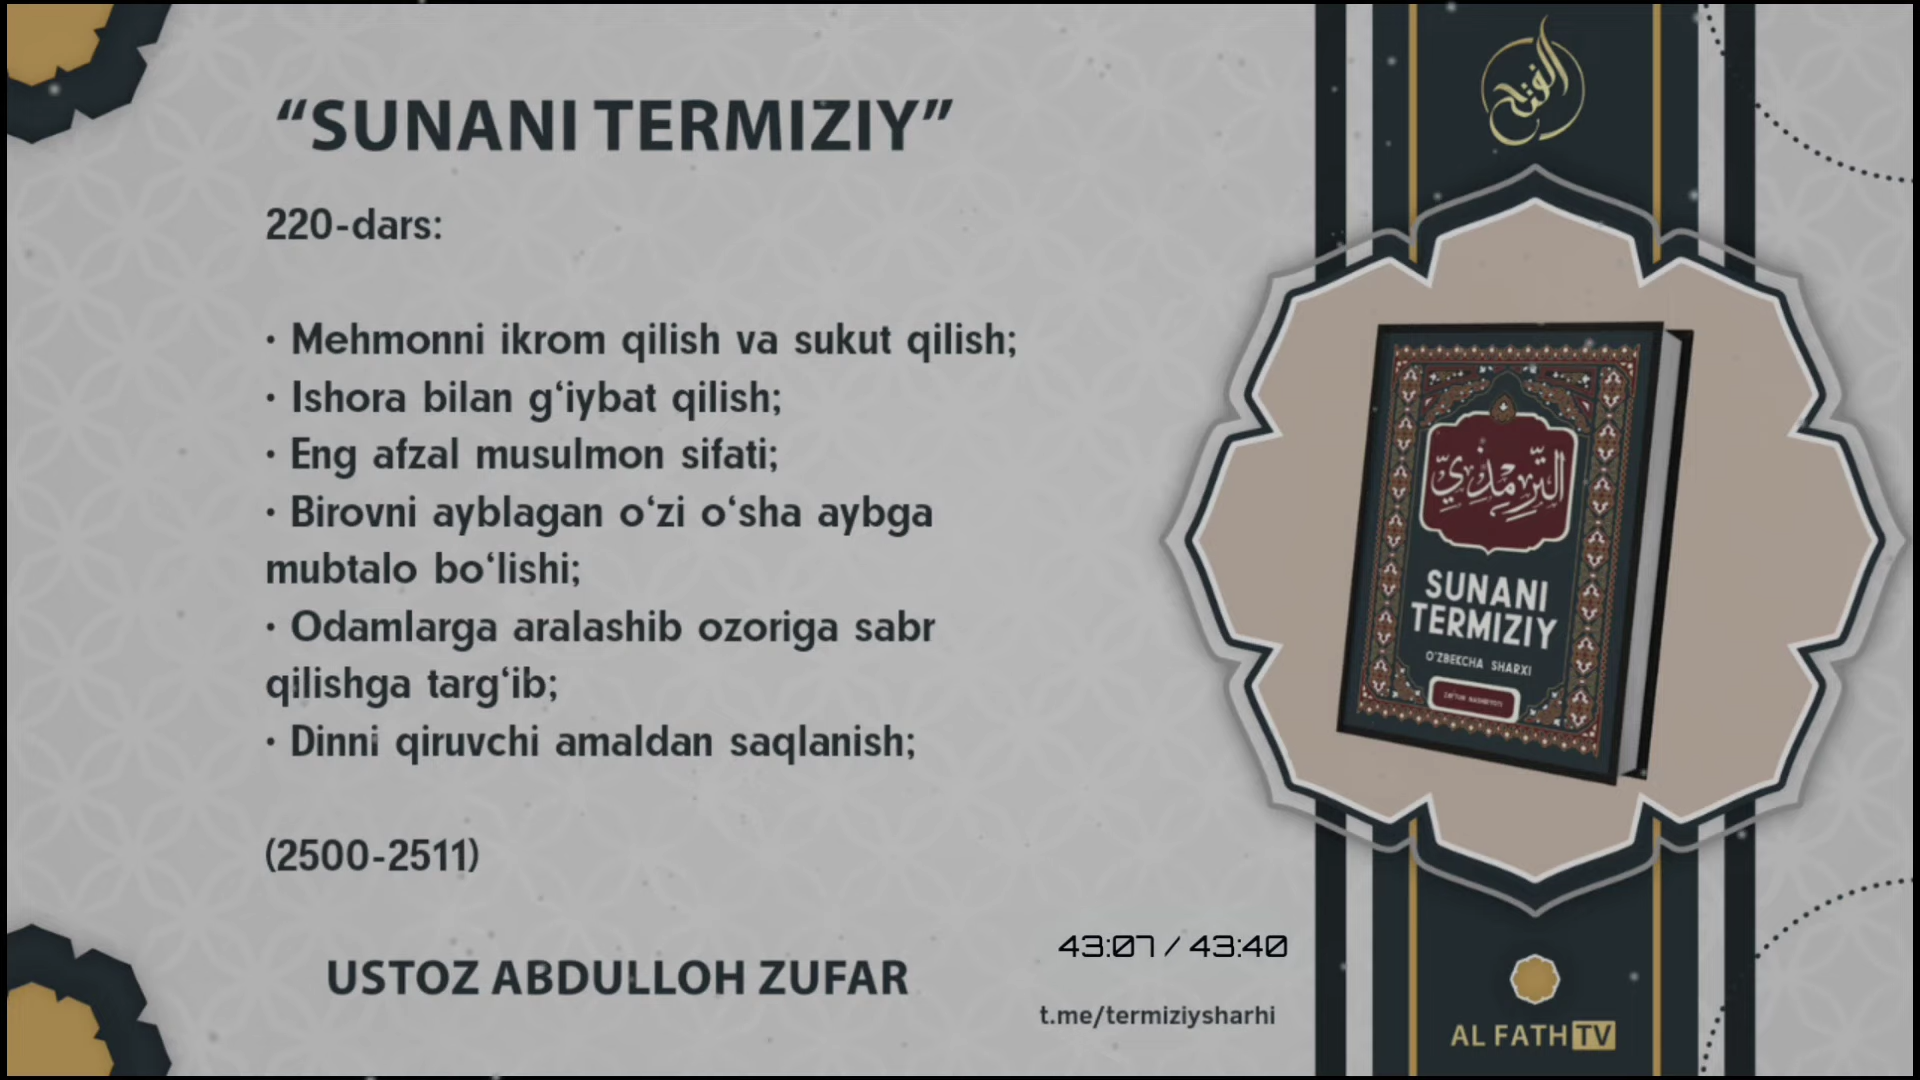 “SUNANI TERMIZIY”
220-dars:
· Mehmonni ikrom qilish va sukut qilish;
· Ishora bilan g‘iybat qilish;
· Eng afzal musulmon sifati;
· Birovni ayblagan o‘zi o‘sha aybga
mubtalo bo‘lishi;
· Odamlarga aralashib ozoriga sabr
qilishga targ‘ib;
· Dinni qiruvchi amaldan saqlanish;
(2500-2511)
USTOZ ABDULLOH ZUFAR
43:07 / 43:40
t.me/termiziysharhi
الفتح
التِّرْمِذِيّ
SUNANI
TERMIZIY
O‘ZBEKCHA SHARXI
AL FATH TV